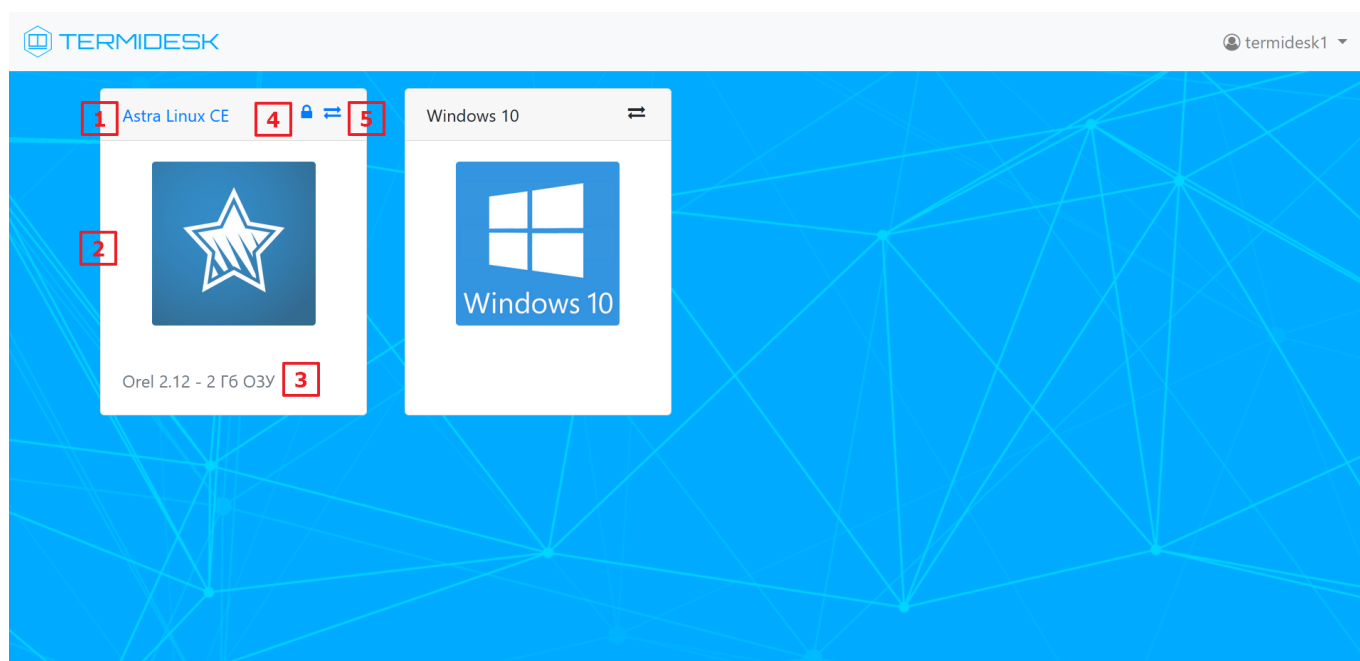 TERMIDESK
termidesk1
1 Astra Linux CE 4 5
Windows 10
2
Windows 10
Orel 2.12 - 2 Гб ОЗУ 3